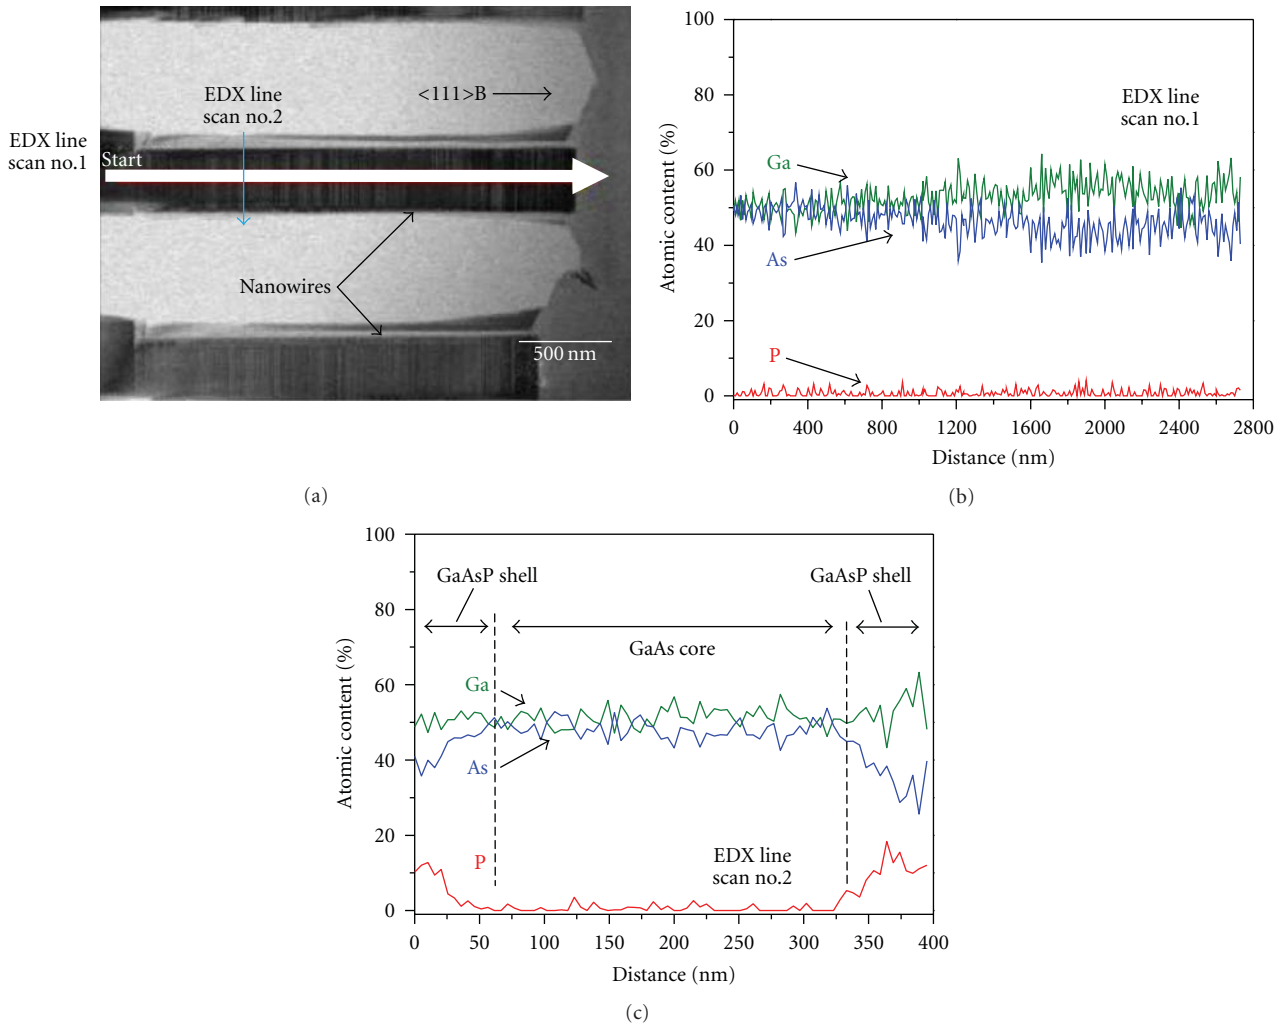 EDX line
scan no.1
EDX line
scan no.2
<111>B
Start
Nanowires
500 nm
(a)
100
80
60
40
20
0
Atomic content (%)
EDX line
scan no.1
Ga
As
P
0 400 800 1200 1600 2000 2400 2800
Distance (nm)
(b)
100
80
60
40
20
0
Atomic content (%)
GaAsP shell
GaAsP shell
GaAs core
Ga
As
P
EDX line
scan no.2
0 50 100 150 200 250 300 350 400
Distance (nm)
(c)